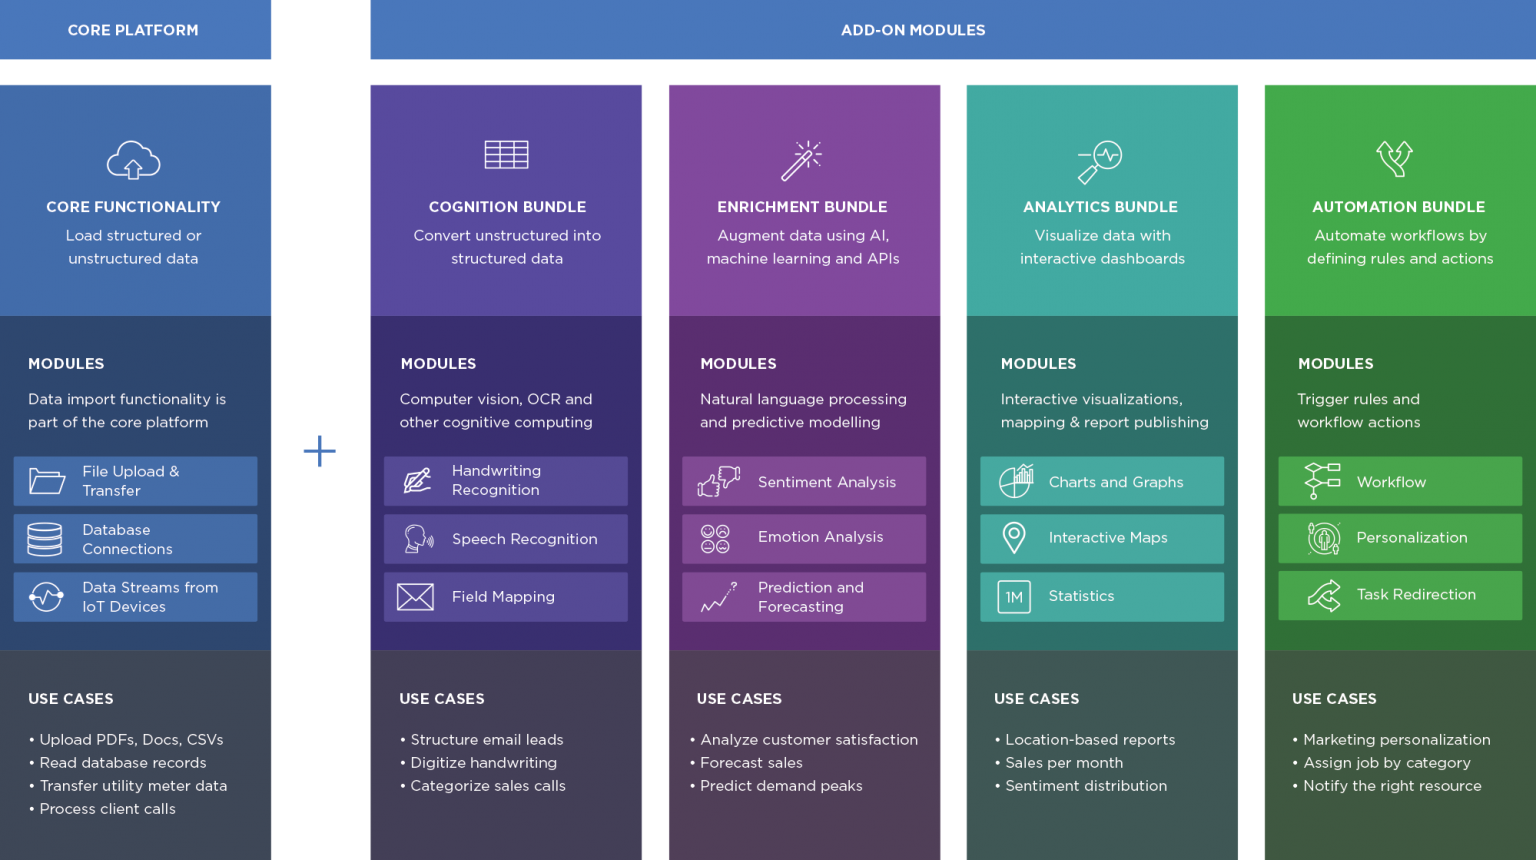 CORE PLATFORM
ADD-ON MODULES
CORE FUNCTIONALITY
Load structured or
unstructured data
MODULES
Data import functionality is
part of the core platform
File Upload &
Transfer
Database
Connections
Data Streams from
IoT Devices
USE CASES
• Upload PDFs, Docs, CSVs
• Read database records
• Transfer utility meter data
• Process client calls
+
COGNITION BUNDLE
Convert unstructured into
structured data
MODULES
Computer vision, OCR and
other cognitive computing
Handwriting
Recognition
Speech Recognition
Field Mapping
USE CASES
• Structure email leads
• Digitize handwriting
• Categorize sales calls
ENRICHMENT BUNDLE
Augment data using AI,
machine learning and APIs
MODULES
Natural language processing
and predictive modelling
Sentiment Analysis
Emotion Analysis
Prediction and
Forecasting
USE CASES
• Analyze customer satisfaction
• Forecast sales
• Predict demand peaks
ANALYTICS BUNDLE
Visualize data with
interactive dashboards
MODULES
Interactive visualizations,
mapping & report publishing
Charts and Graphs
Interactive Maps
1M
Statistics
USE CASES
• Location-based reports
• Sales per month
• Sentiment distribution
AUTOMATION BUNDLE
Automate workflows by
defining rules and actions
MODULES
Trigger rules and
workflow actions
Workflow
Personalization
Task Redirection
USE CASES
• Marketing personalization
• Assign job by category
• Notify the right resource